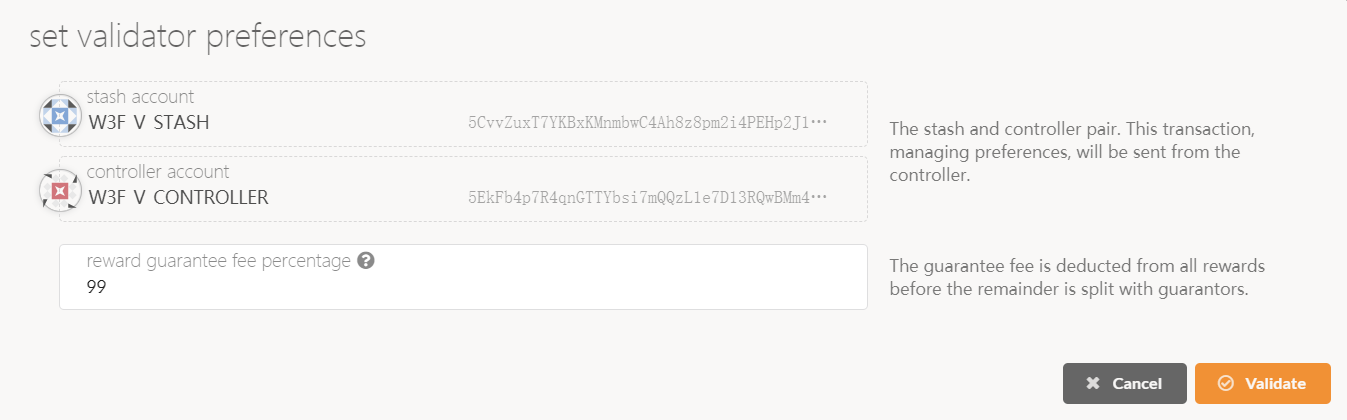 set validator preferences
stash account
W3F V STASH
5CvvZuxT7YKBxKMnmbwC4Ah8z8pm2i4PEHp2J1···
controller account
W3F V CONTROLLER
5EkFb4p7R4qnGTTYbsi7mQQzL1e7D13RQwBMm4···
The stash and controller pair. This transaction,
managing preferences, will be sent from the
controller.
reward guarantee fee percentage
99
The guarantee fee is deducted from all rewards
before the remainder is split with guarantors.
Cancel
Validate